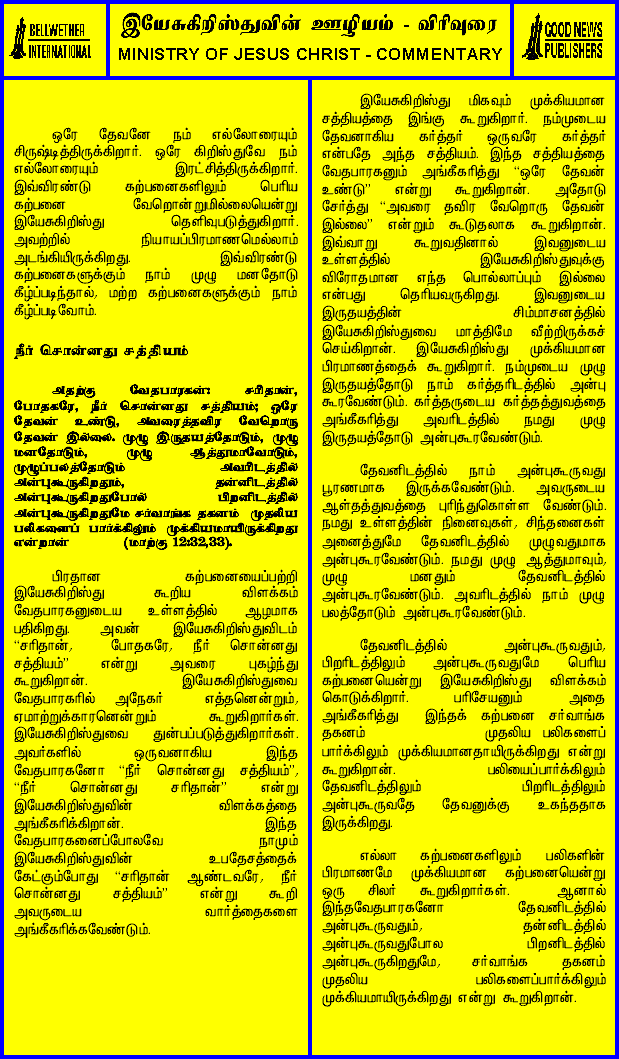 BELLWETHER
INTERNATIONAL
இயேசுகிறிஸ்துவின் ஊழியம் - விரிவுரை
MINISTRY OF JESUS CHRIST - COMMENTARY
GOOD NEWS
PUBLISHERS
ஒரே தேவனே நம் எல்லோரையும்
சிருஷ்டித்திருக்கிறார். ஒரே கிறிஸ்துவே நம்
எல்லோரையும் இரட்சித்திருக்கிறார்.
இவ்விரண்டு கற்பனைகளிலும் பெரிய
கற்பனை வேறொன்றுமில்லையென்று
இயேசுகிறிஸ்து தெளிவுபடுத்துகிறார்.
அவற்றில் நியாயப்பிரமாணமெல்லாம்
அடங்கியிருக்கிறது. இவ்விரண்டு
கற்பனைகளுக்கும் நாம் முழு மனதோடு
கீழ்ப்படிந்தால், மற்ற கற்பனைகளுக்கும் நாம்
கீழ்ப்படிவோம்.
நீர் சொன்னது சத்தியம்
அதற்கு வேதபாரகன்: சரிதான்,
போதகரே, நீர் சொன்னது சத்தியம்; ஒரே
தேவன் உண்டு, அவரைத்தவிர வேறொரு
தேவன் இல்லை. முழு இருதயத்தோடும், முழு
மனதோடும், முழு ஆத்துமாவோடும்,
முழுப்பலத்தோடும் அவரிடத்தில்
அன்புகூருகிறதும், தன்னிடத்தில்
அன்புகூருகிறதுபோல் பிறனிடத்தில்
அன்புகூருகிறதுமே சர்வாங்க தகனம் முதலிய
பலிகளைப் பார்க்கிலும் முக்கியமாயிருக்கிறது
என்றான் (மாற்கு 12:32,33).
பிரதான கற்பனையைப்பற்றி
இயேசுகிறிஸ்து கூறிய விளக்கம்
வேதபாரகனுடைய உள்ளத்தில் ஆழமாக
பதிகிறது. அவன் இயேசுகிறிஸ்துவிடம்
“சரிதான், போதகரே, நீர் சொன்னது
சத்தியம்” என்று அவரை புகழ்ந்து
கூறுகிறான். இயேசுகிறிஸ்துவை
வேதபாரகரில் அநேகர் எத்தனென்றும்,
ஏமாற்றுக்காரனென்றும் கூறுகிறார்கள்.
இயேசுகிறிஸ்துவை துன்பப்படுத்துகிறார்கள்.
அவர்களில் ஒருவனாகிய இந்த
வேதபாரகனோ “நீர் சொன்னது சத்தியம்”,
“நீர் சொன்னது சரிதான்” என்று
இயேசுகிறிஸ்துவின் விளக்கத்தை
அங்கீகரிக்கிறான். இந்த
வேதபாரகனைப்போலவே நாமும்
இயேசுகிறிஸ்துவின் உபதேசத்தைக்
கேட்கும்போது “சரிதான் ஆண்டவரே, நீர்
சொன்னது சத்தியம்” என்று கூறி
அவருடைய வார்த்தைகளை
அங்கீகரிக்கவேண்டும்.
இயேசுகிறிஸ்து மிகவும் முக்கியமான
சத்தியத்தை இங்கு கூறுகிறார். நம்முடைய
தேவனாகிய கர்த்தர் ஒருவரே கர்த்தர்
என்பதே அந்த சத்தியம். இந்த சத்தியத்தை
வேதபாரகனும் அங்கீகரித்து “ஒரே தேவன்
உண்டு” என்று கூறுகிறான். அதோடு
சேர்த்து “அவரை தவிர வேறொரு தேவன்
இல்லை” என்றும் கூடுதலாக கூறுகிறான்.
இவ்வாறு கூறுவதினால் இவனுடைய
உள்ளத்தில் இயேசுகிறிஸ்துவுக்கு
விரோதமான எந்த பொல்லாப்பும் இல்லை
என்பது தெரியவருகிறது. இவனுடைய
இருதயத்தின் சிம்மாசனத்தில்
இயேசுகிறிஸ்துவை மாத்திமே வீற்றிருக்கச்
செய்கிறான். இயேசுகிறிஸ்து முக்கியமான
பிரமாணத்தைக் கூறுகிறார். நம்முடைய முழு
இருதயத்தோடு நாம் கர்த்தரிடத்தில் அன்பு
கூரவேண்டும். கர்த்தருடைய கர்த்தத்துவத்தை
அங்கீகரித்து அவரிடத்தில் நமது முழு
இருதயத்தோடு அன்புகூரவேண்டும்.
தேவனிடத்தில் நாம் அன்புகூருவது
பூரணமாக இருக்கவேண்டும். அவருடைய
ஆள்தத்துவத்தை புரிந்துகொள்ள வேண்டும்.
நமது உள்ளத்தின் நினைவுகள், சிந்தனைகள்
அனைத்துமே தேவனிடத்தில் முழுவதுமாக
அன்புகூரவேண்டும். நமது முழு ஆத்துமாவும்,
முழு மனதும் தேவனிடத்தில்
அன்புகூரவேண்டும். அவரிடத்தில் நாம் முழு
பலத்தோடும் அன்புகூரவேண்டும்.
தேவனிடத்தில் அன்புகூருவதும்,
பிறரிடத்திலும் அன்புகூருவதுமே பெரிய
கற்பனையென்று இயேசுகிறிஸ்து விளக்கம்
கொடுக்கிறார். பரிசேயனும் அதை
அங்கீகரித்து இந்தக் கற்பனை சர்வாங்க
தகனம் முதலிய பலிகளைப்
பார்க்கிலும் முக்கியமானதாயிருக்கிறது என்று
கூறுகிறான். பலியைப்பார்க்கிலும்
தேவனிடத்திலும் பிறரிடத்திலும்
அன்புகூருவதே தேவனுக்கு உகந்ததாக
இருக்கிறது.
எல்லா கற்பனைகளிலும் பலிகளின்
பிரமாணமே முக்கியமான கற்பனையென்று
ஒரு சிலர் கூறுகிறார்கள். ஆனால்
இந்தவேதபாரகனோ தேவனிடத்தில்
அன்புகூருவதும், தன்னிடத்தில்
அன்புகூருவதுபோல பிறனிடத்தில்
அன்புகூருகிறதுமே, சர்வாங்க தகனம்
முதலிய பலிகளைப்பார்க்கிலும்
முக்கியமாயிருக்கிறது என்று கூறுகிறான்.